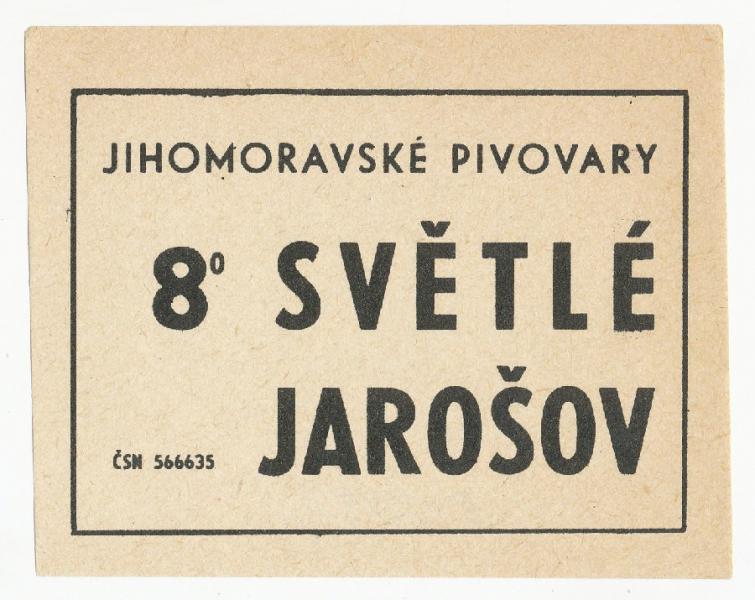 JIHOMORAVSKÉ PIVOVARY
8° SVĚTLÉ
JAROŠOV
ČSN 566635